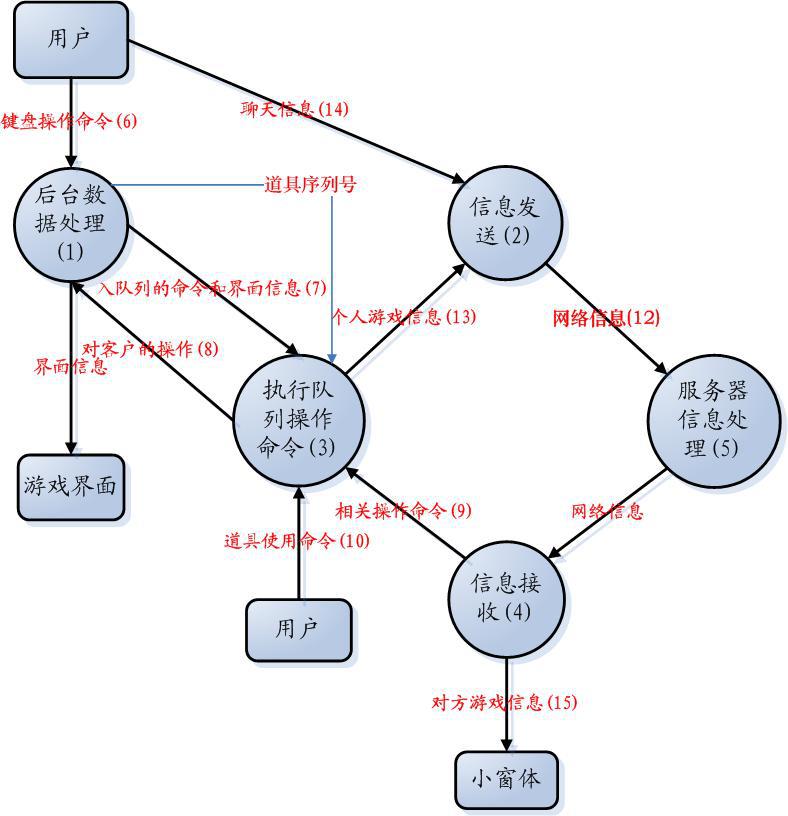 用户
聊天信息(14)
键盘操作命令(6)
道具序列号
后台数
据处理
(1)
信息发
送(2)
入队列的命令和界面信息(7)
个人游戏信息(13)
网络信息(12)
对客户的操作(8)
界面信息
执行队
列操作
命令(3)
服务器
信息处
理(5)
游戏界面
相关操作命令(9)
网络信息
道具使用命令(10)
信息接
收(4)
用户
对方游戏信息(15)
小窗体